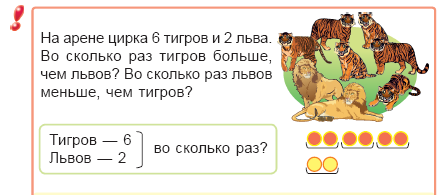 На арене цирка 6 тигров и 2 льва.
Во сколько раз тигров больше,
чем львов? Во сколько раз львов
меньше, чем тигров?
Тигров — 6
Львов — 2
во сколько раз?